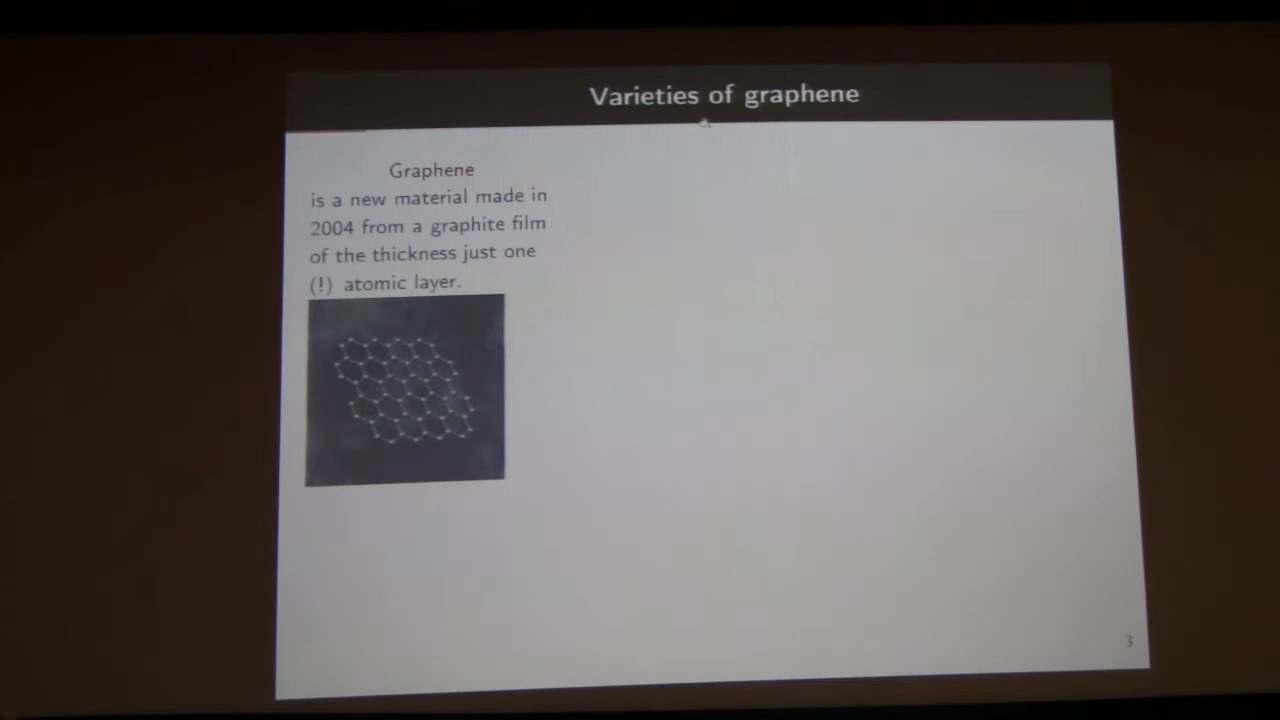 Varieties of graphene
Graphene
is a new material made in
2004 from a graphite film
of the thickness just one
(!) atomic layer.
3